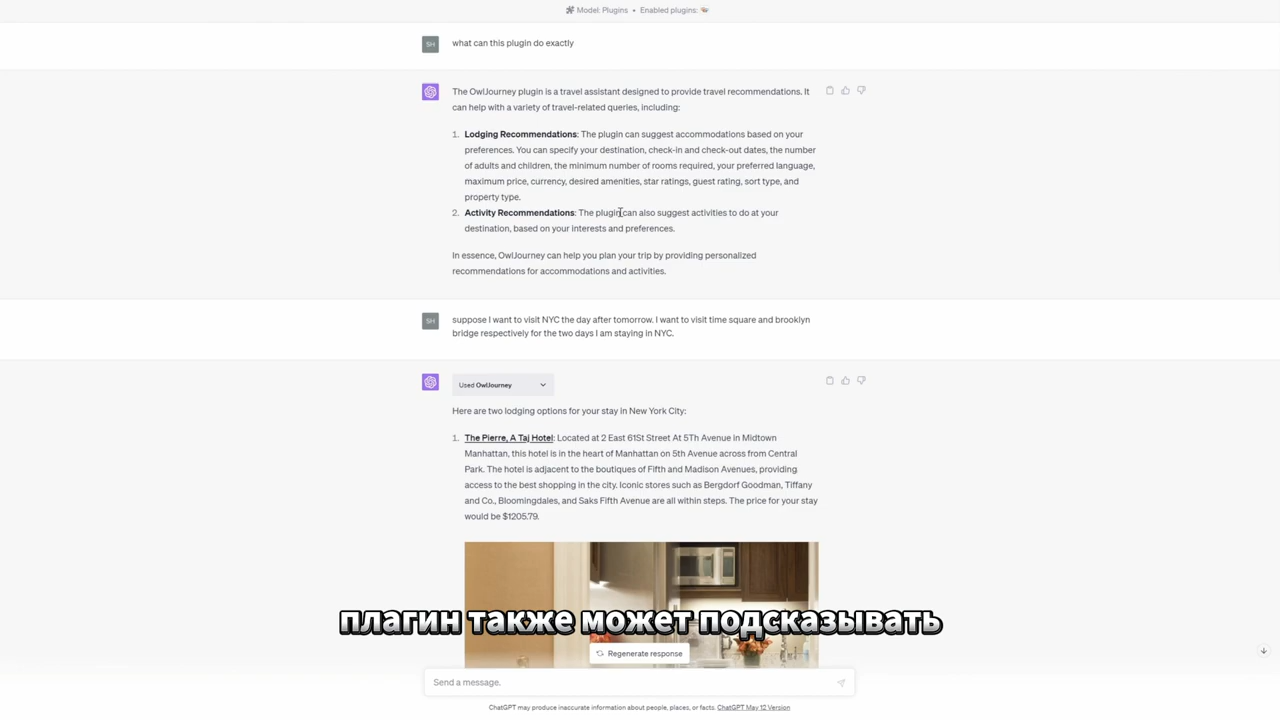 Model: Plugins • Enabled plugins:
SH
what can this plugin do exactly
The OwlJourney plugin is a travel assistant designed to provide travel recommendations. It
can help with a variety of travel-related queries, including:
1. Lodging Recommendations: The plugin can suggest accommodations based on your
preferences. You can specify your destination, check-in and check-out dates, the number
of adults and children, the minimum number of rooms required, your preferred language,
maximum price, currency, desired amenities, star ratings, guest rating, sort type, and
property type.
2. Activity Recommendations: The plugin can also suggest activities to do at your
destination, based on your interests and preferences.
In essence, OwlJourney can help you plan your trip by providing personalized
recommendations for accommodations and activities.
SH
suppose I want to visit NYC the day after tomorrow. I want to visit time square and brooklyn
bridge respectively for the two days I am staying in NYC.
Used OwlJourney
Here are two lodging options for your stay in New York City:
1. The Pierre, A Taj Hotel: Located at 2 East 61St Street At 5Th Avenue in Midtown
Manhattan, this hotel is in the heart of Manhattan on 5th Avenue across from Central
Park. The hotel is adjacent to the boutiques of Fifth and Madison Avenues, providing
access to the best shopping in the city. Iconic stores such as Bergdorf Goodman, Tiffany
and Co., Bloomingdales, and Saks Fifth Avenue are all within steps. The price for your stay
would be $1205.79.
плагин также может подсказывать
Regenerate response
Send a message.
ChatGPT may produce inaccurate information about people, places, or facts. ChatGPT May 12 Version